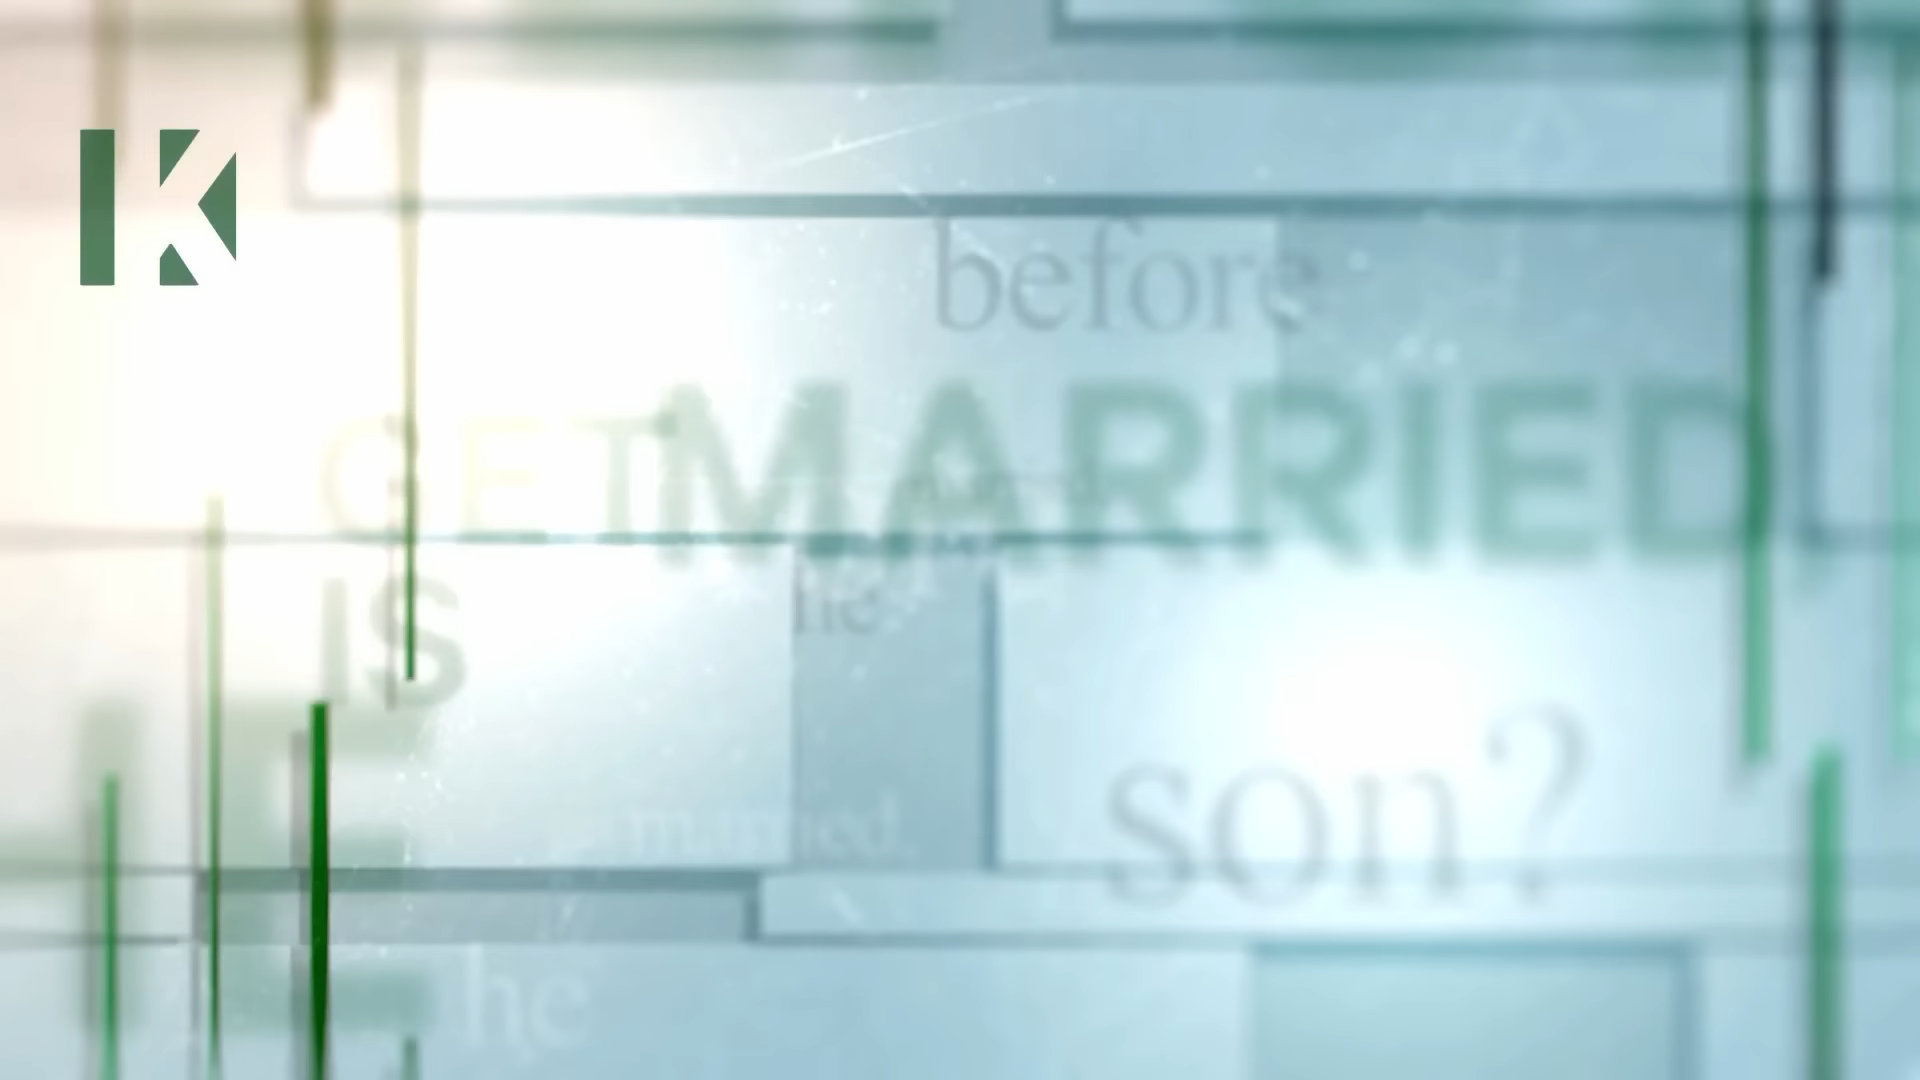 K
before
GET MARRIED
he
IS
son?
married.
he